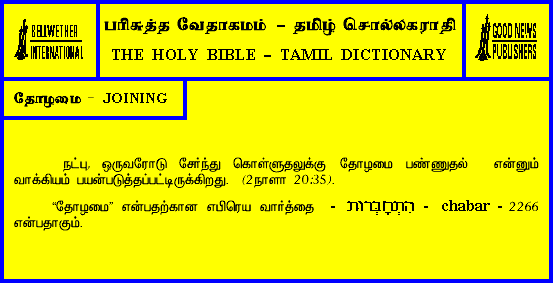 BELLWETHER
INTERNATIONAL
பரிசுத்த வேதாகமம் – தமிழ் சொல்லகராதி
THE HOLY BIBLE – TAMIL DICTIONARY
GOOD NEWS
PUBLISHERS
தோழமை - JOINING
நட்பு, ஒருவரோடு சேர்ந்து கொள்ளுதலுக்கு தோழமை பண்ணுதல் என்னும்
வாக்கியம் பயன்படுத்தப்பட்டிருக்கிறது. (2நாளா 20:35).
“தோழமை” என்பதற்கான எபிரெய வார்த்தை - הִתְחַבְּרוּת - chabar - 2266
என்பதாகும்.